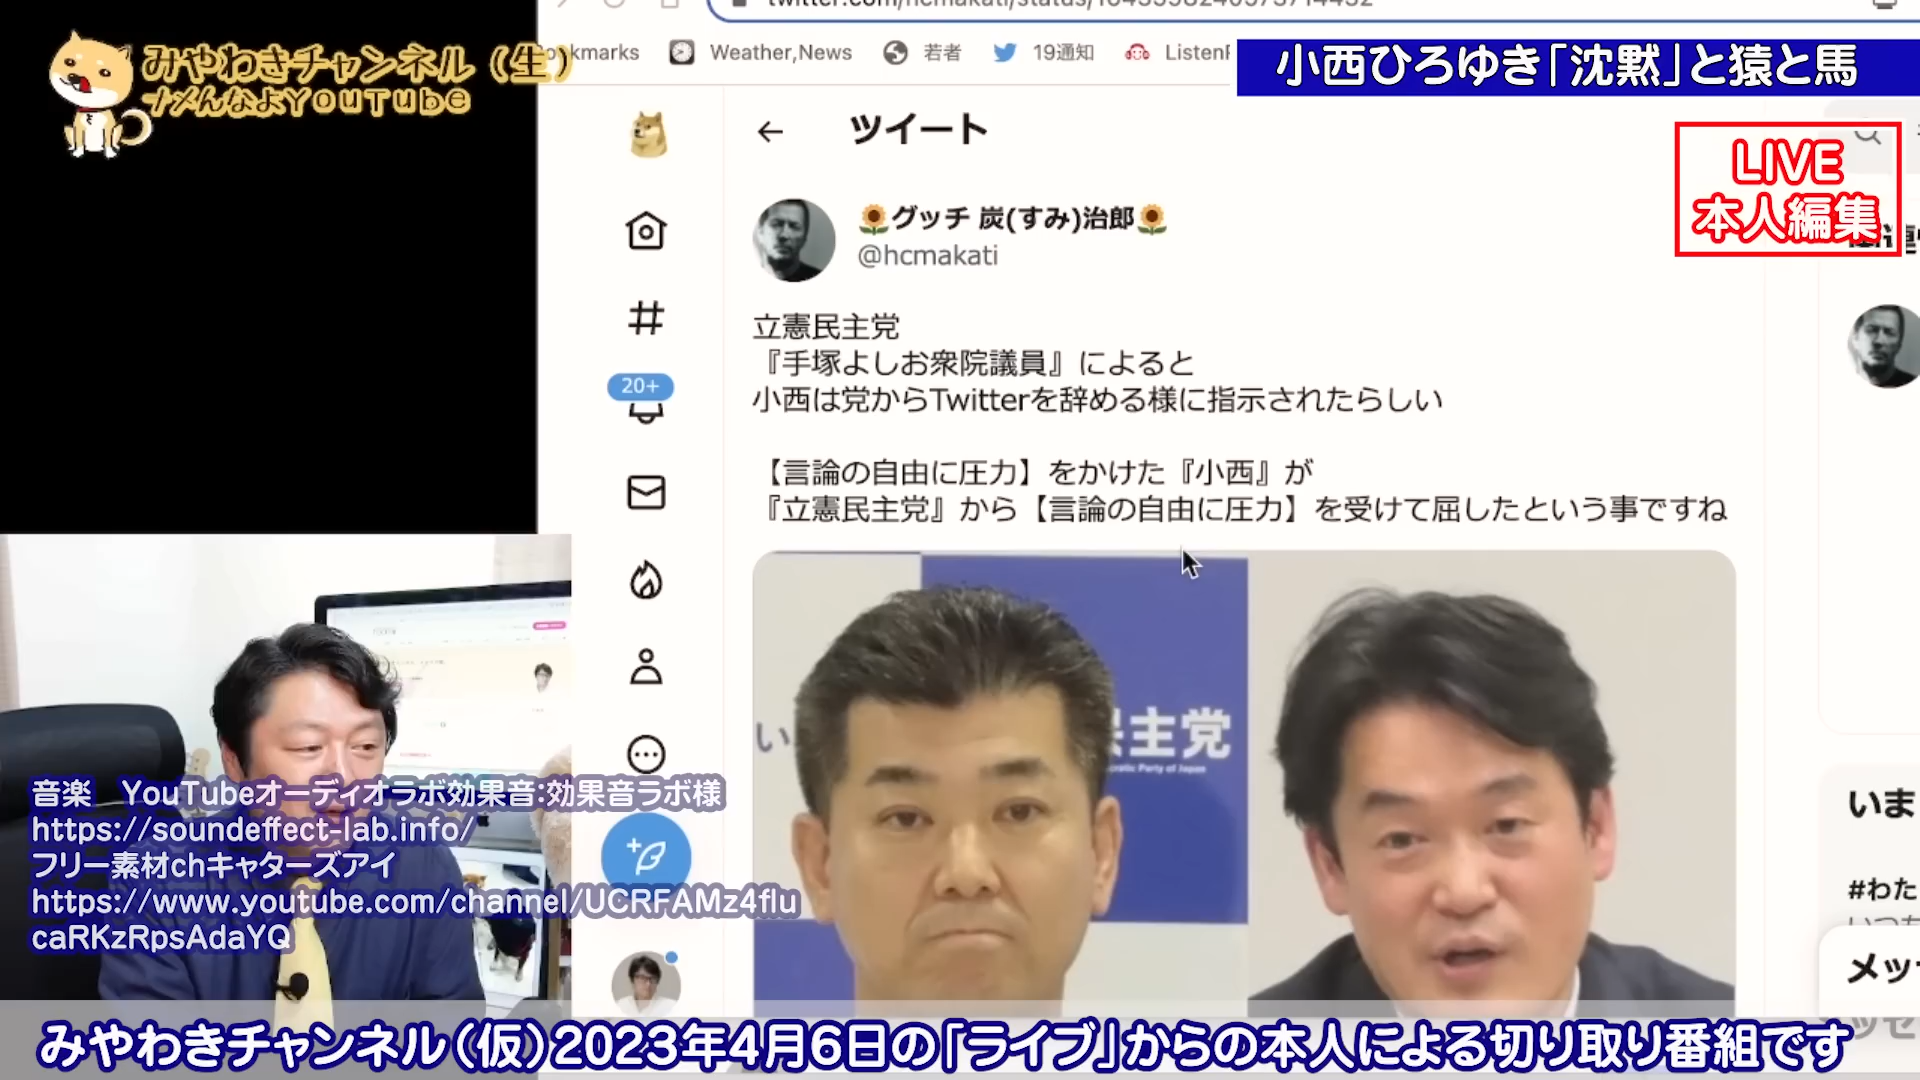 みやわきチャンネル（生）
ナメんなよYouTube
Weather,News
若者
19通知
小西ひろゆき「沈黙」と猿と馬
LIVE
本人編集
ツイート
🌻グッチ 炭(すみ)治郎🌻
@hcmakati
立憲民主党
『手塚よしお衆院議員』によると
小西は党からTwitterを辞める様に指示されたらしい
20+
【言論の自由に圧力】をかけた『小西』が
『立憲民主党』から【言論の自由に圧力】を受けて屈したという事ですね
主党
いま
#わた
音楽　YouTubeオーディオラボ効果音:効果音ラボ様
https://soundeffect-lab.info/
フリー素材chキャターズアイ
https://www.youtube.com/channel/UCRFAMz4flu
caRKzRpsAdaYQ
みやわきチャンネル（仮）2023年4月6日の「ライブ」からの本人による切り取り番組です